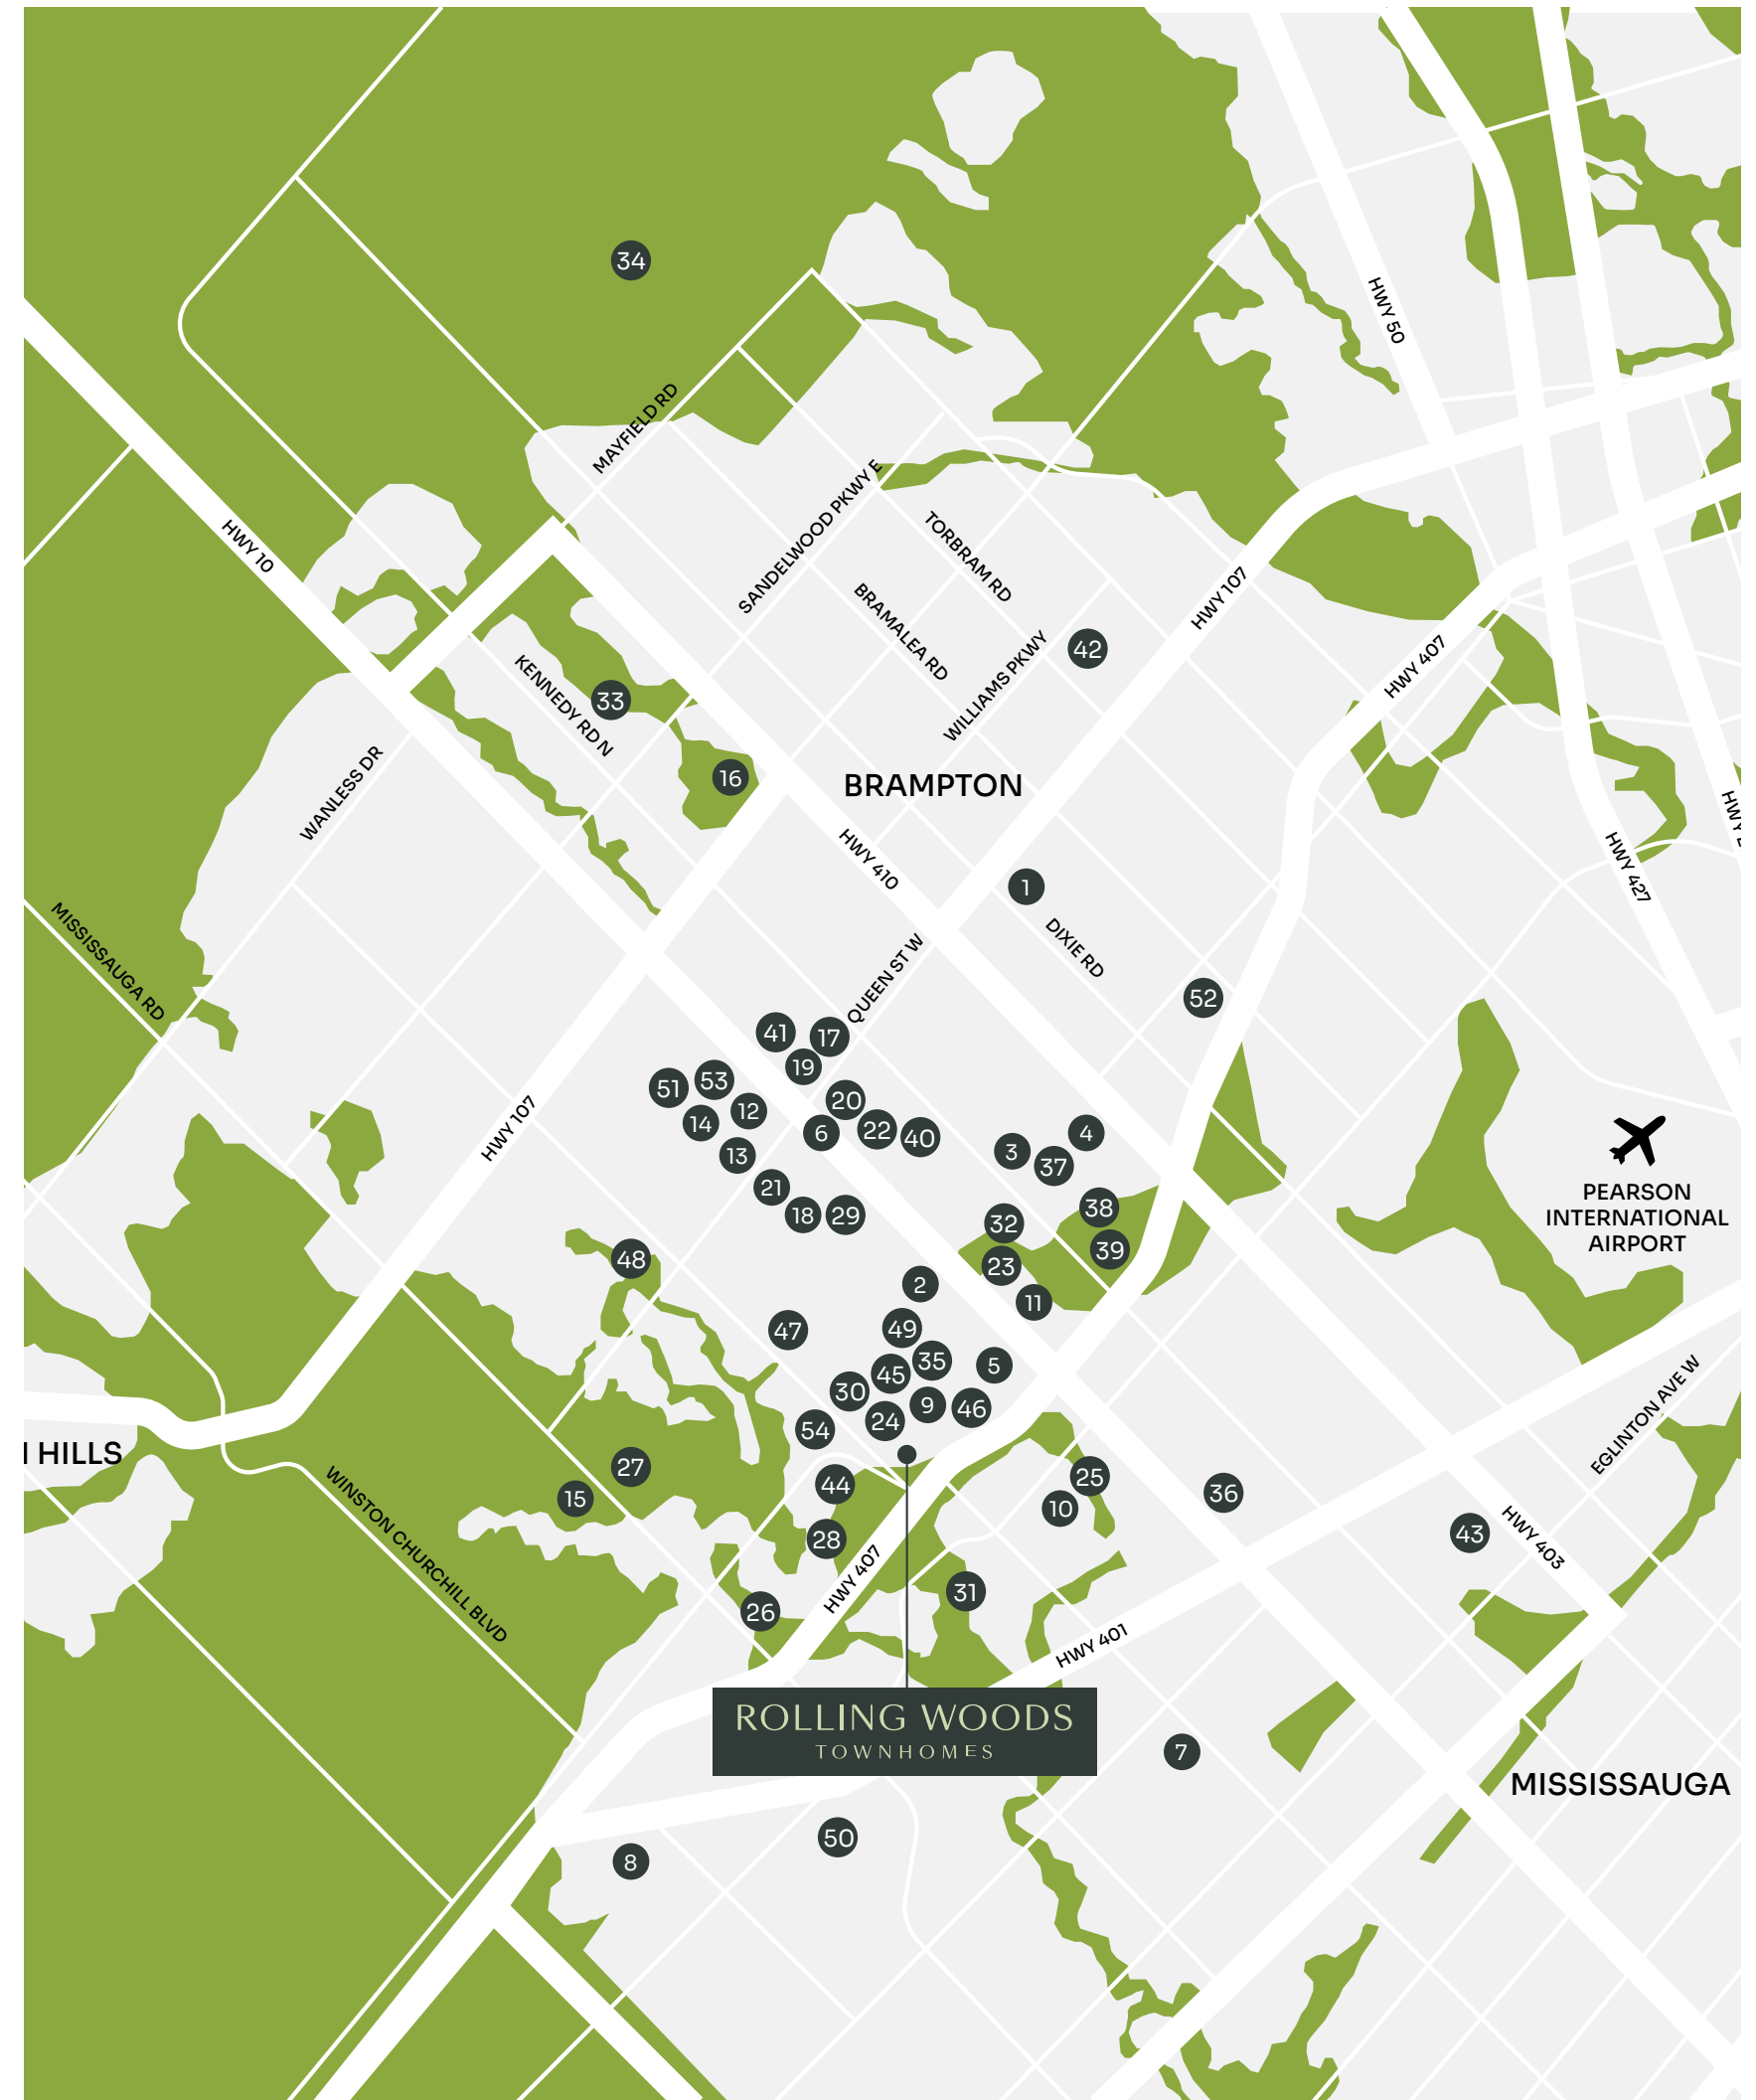 34
HWY 50
MAYFIELD RD
SANDELWOOD PKWY E
HWY 10
TORBRAM RD
HWY 107
BRAMALEA RD
WILLIAMS PKWY
42
HWY 407
KENNEDY RD N
33
16
BRAMPTON
WANLESS DR
HWY 410
HWY 427
1
DIXIE RD
MISSISSAUGA RD
QUEEN ST W
52
41
17
19
51
53
12
20
14
6
22
40
13
3
37
4
HWY 107
21
18
29
32
38
39
23
11
PEARSON
INTERNATIONAL
AIRPORT
48
2
47
49
35
45
5
30
9
46
24
54
EGLINTON AVE W
HILLS
27
15
44
28
25
10
36
43
HWY 403
WINSTON CHURCHILL BLVD
HWY 407
26
31
HWY 401
ROLLING WOODS
TOWNHOMES
7
MISSISSAUGA
50
8